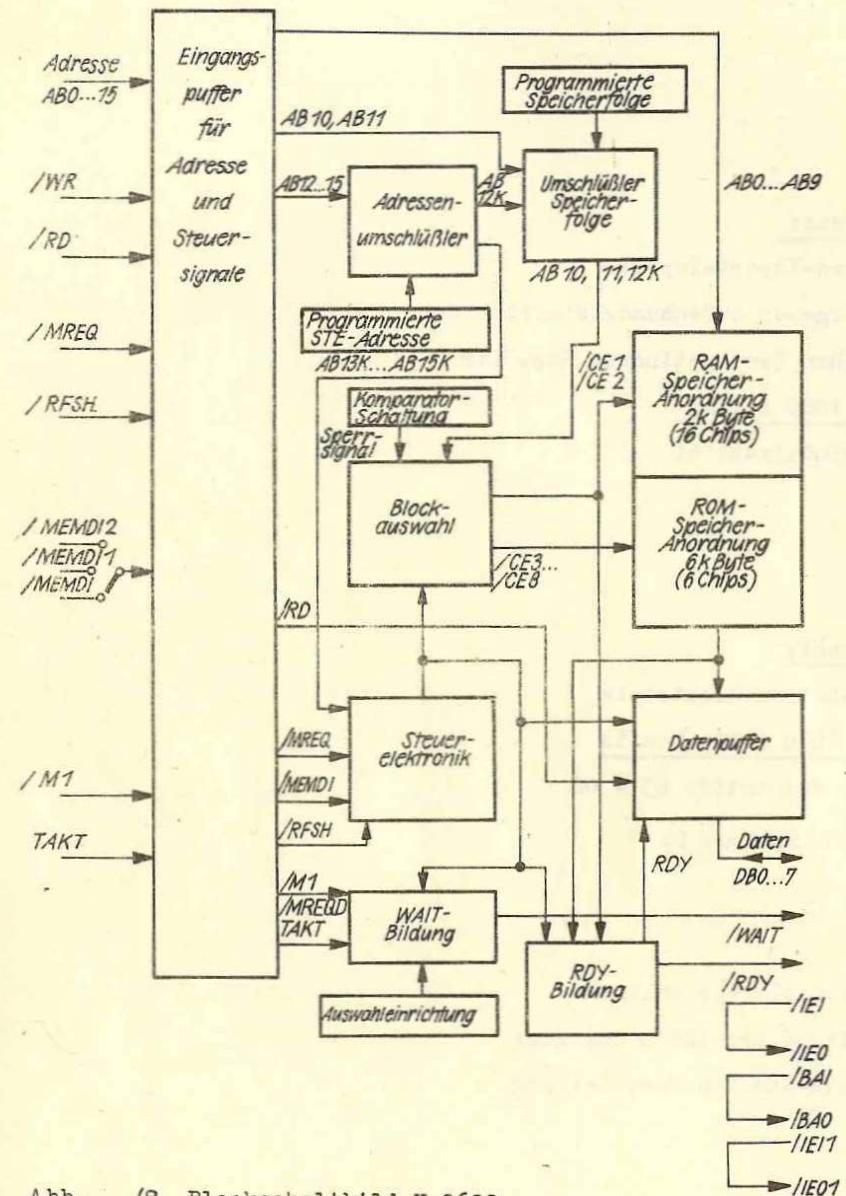 Adresse
AB0...15
/WR
/RD
/MREQ
/RFSH
/MEMDI2
/MEMDI1
/MEMDI
/M1
TAKT
Eingangs-
puffer
für
Adresse
und
Steuer-
signale
AB10, AB11
AB12...15
Adressen-
umschlüßler
AB
12K
Programmierte
Speicherfolge
Umschlüßler
Speicher-
folge
AB10, 11, 12K
AB0...AB9
Programmierte
STE-Adresse
AB13K...AB15K
Komparator-
Schaltung
Sperr-
signal
Block-
auswahl
/CE1
/CE2
/CE3...
/CE8
RAM-
Speicher-
Anordnung
2k Byte
(16 Chips)
ROM-
Speicher-
Anordnung
6k Byte
(6 Chips)
/RD
/MREQ
/MEMDI
/RFSH
Steuer-
elektronik
Datenpuffer
RDY
Daten
DB0...7
/M1
/MREQD
TAKT
WAIT-
Bildung
/WAIT
Auswahleinrichtung
RDY-
Bildung
/RDY
/IEI
/IEO
/BAI
/BAO
/IEI1
/IEO1